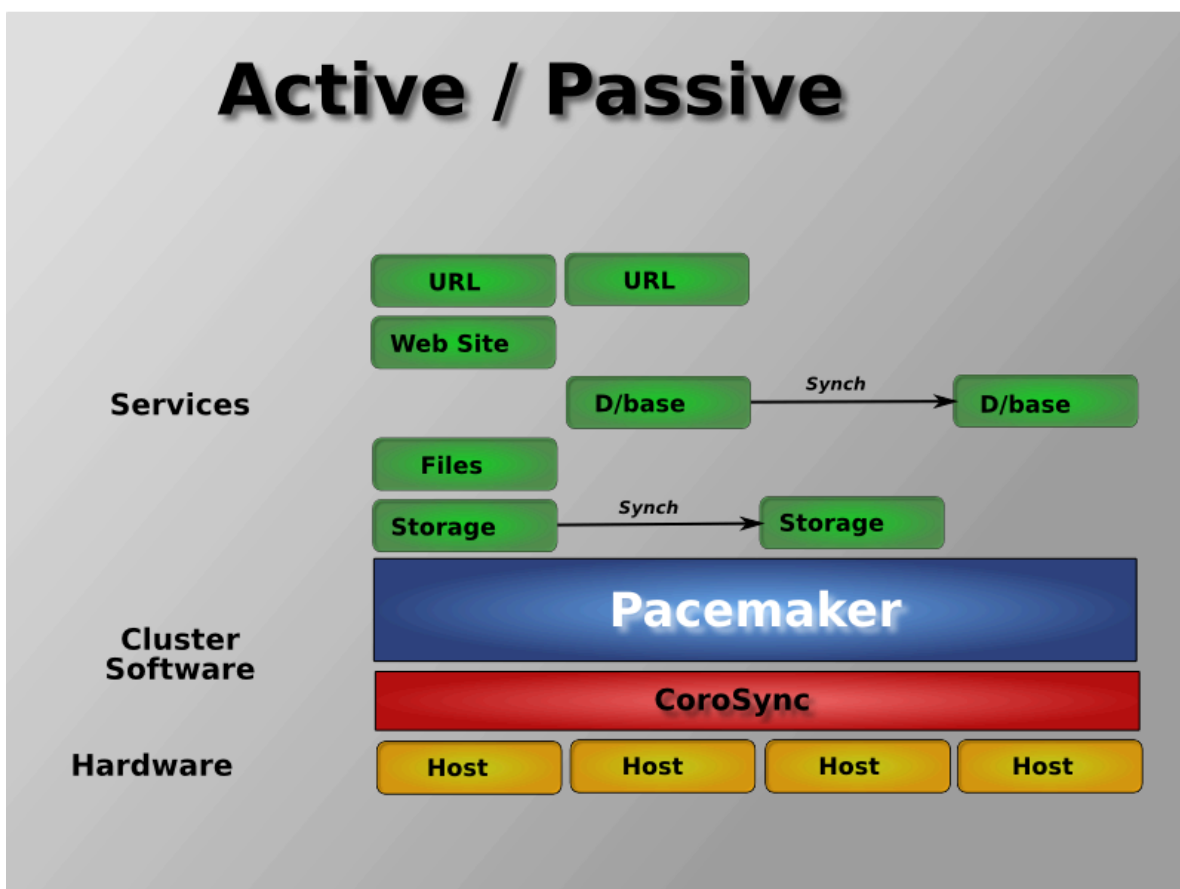 Active / Passive
URL URL
Web Site
Synch
Services D/base D/base
Files
Synch
Storage Storage
Pacemaker
Cluster
Software
CoroSync
Hardware Host Host Host Host